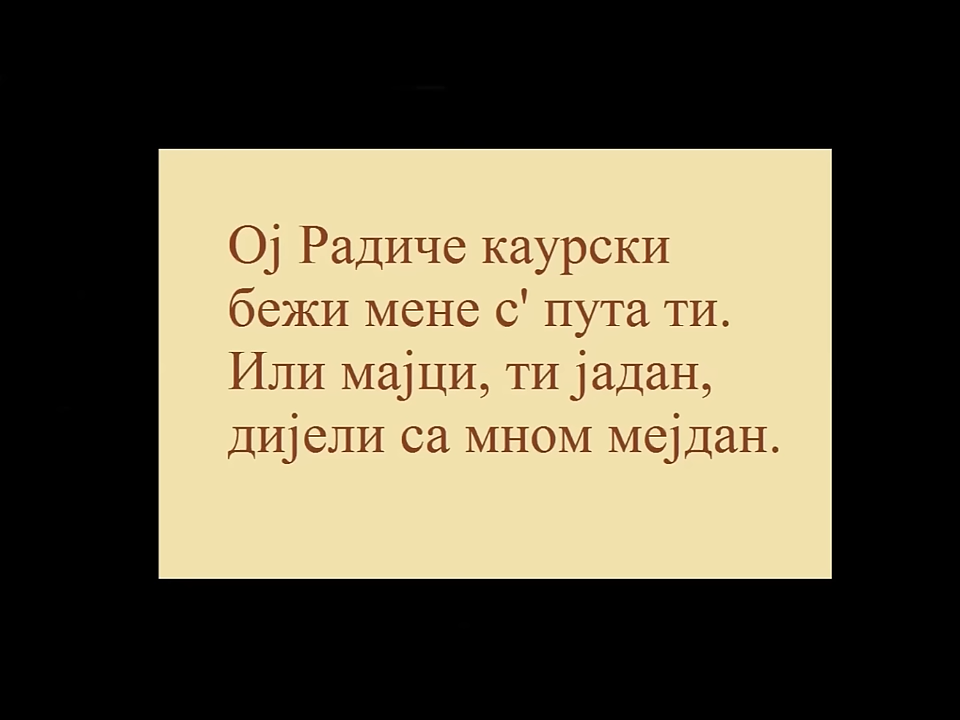 Ој Радиче каурски
бежи мене с' пута ти.
Или мајци, ти јадан,
дијели са мном мејдан.